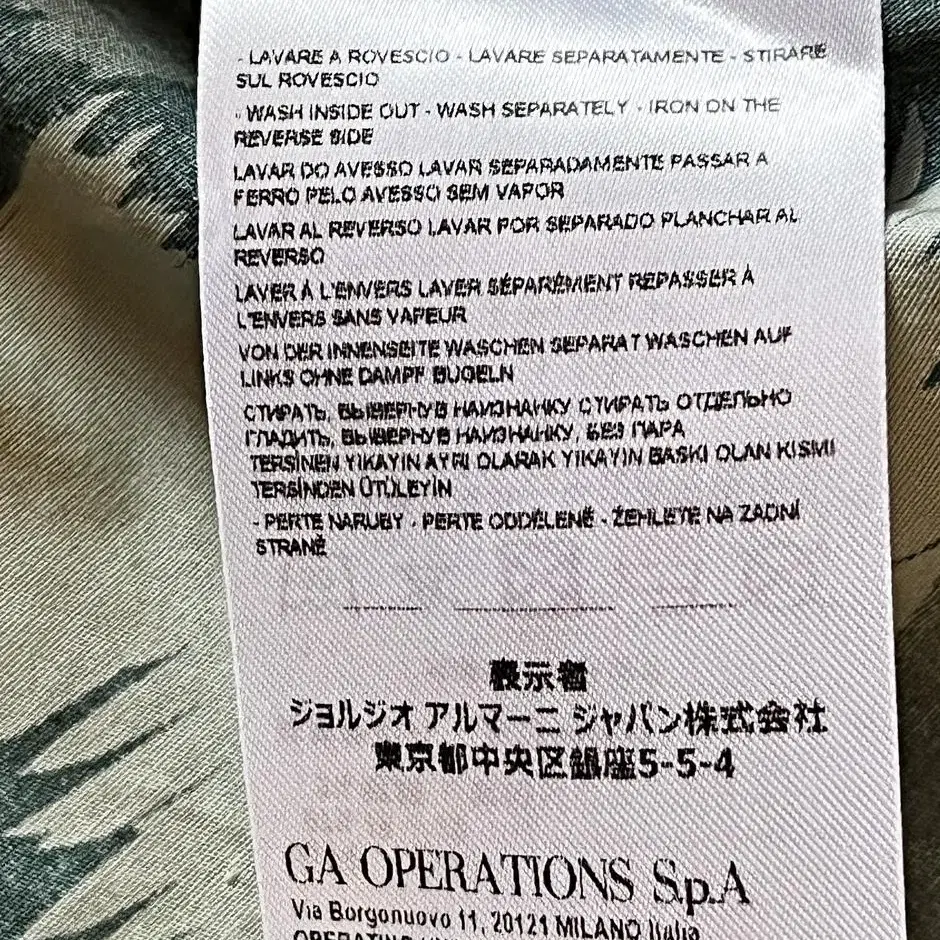 - LAVARE A ROVESCIO - LAVARE SEPARATAMENTE - STIRARE
SUL ROVESCIO
- WASH INSIDE OUT - WASH SEPARATELY - IRON ON THE
REVERSE SIDE
LAVAR DO AVESSO LAVAR SEPARADAMENTE PASSAR A
FERRO PELO AVESSO SEM VAPOR
LAVAR AL REVERSO LAVAR POR SEPARADO PLANCHAR AL
REVERSO
LAVER À L'ENVERS LAVER SÉPARÉMENT REPASSER À
L'ENVERS SANS VAPEUR
VON DER INNENSEITE WASCHEN SEPARAT WASCHEN AUF
LINKS OHNE DAMPF BUGELN
СТИРАТЬ, ВЫВЕРНУВ НАИЗНАНКУ СТИРАТЬ ОТДЕЛЬНО
ГЛАДИТЬ, ВЫВЕРНУВ НАИЗНАНКУ, БЕЗ ПАРА
TERSİNEN YIKAYIN AYRI OLARAK YIKAYIN BASKI OLAN KISMI
TERSİNDEN ÜTÜLEYİN
- PERTE NARUBY - PERTE ODDĚLENĚ - ŽEHLETE NA ZADNÍ
STRANĚ
表示者
ジョルジオ アルマーニ ジャパン株式会社
東京都中央区銀座5-5-4
GA OPERATIONS S.p.A
Via Borgonuovo 11, 20121 MILANO Italia
OPERATING